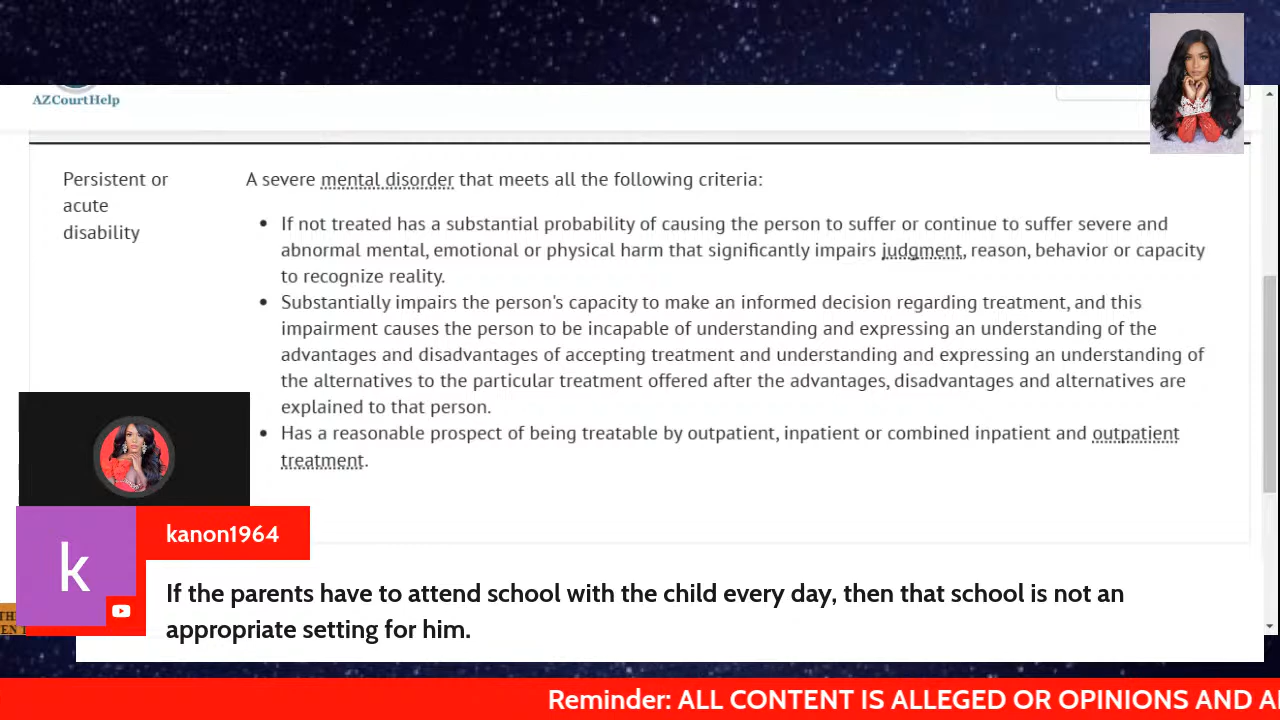 AZCourtHelp
Persistent or
acute
disability
A severe mental disorder that meets all the following criteria:
• If not treated has a substantial probability of causing the person to suffer or continue to suffer severe and
abnormal mental, emotional or physical harm that significantly impairs judgment, reason, behavior or capacity
to recognize reality.
• Substantially impairs the person's capacity to make an informed decision regarding treatment, and this
impairment causes the person to be incapable of understanding and expressing an understanding of the
advantages and disadvantages of accepting treatment and understanding and expressing an understanding of
the alternatives to the particular treatment offered after the advantages, disadvantages and alternatives are
explained to that person.
• Has a reasonable prospect of being treatable by outpatient, inpatient or combined inpatient and outpatient
treatment.
k
kanon1964
If the parents have to attend school with the child every day, then that school is not an
appropriate setting for him.
Reminder: ALL CONTENT IS ALLEGED OR OPINIONS AND